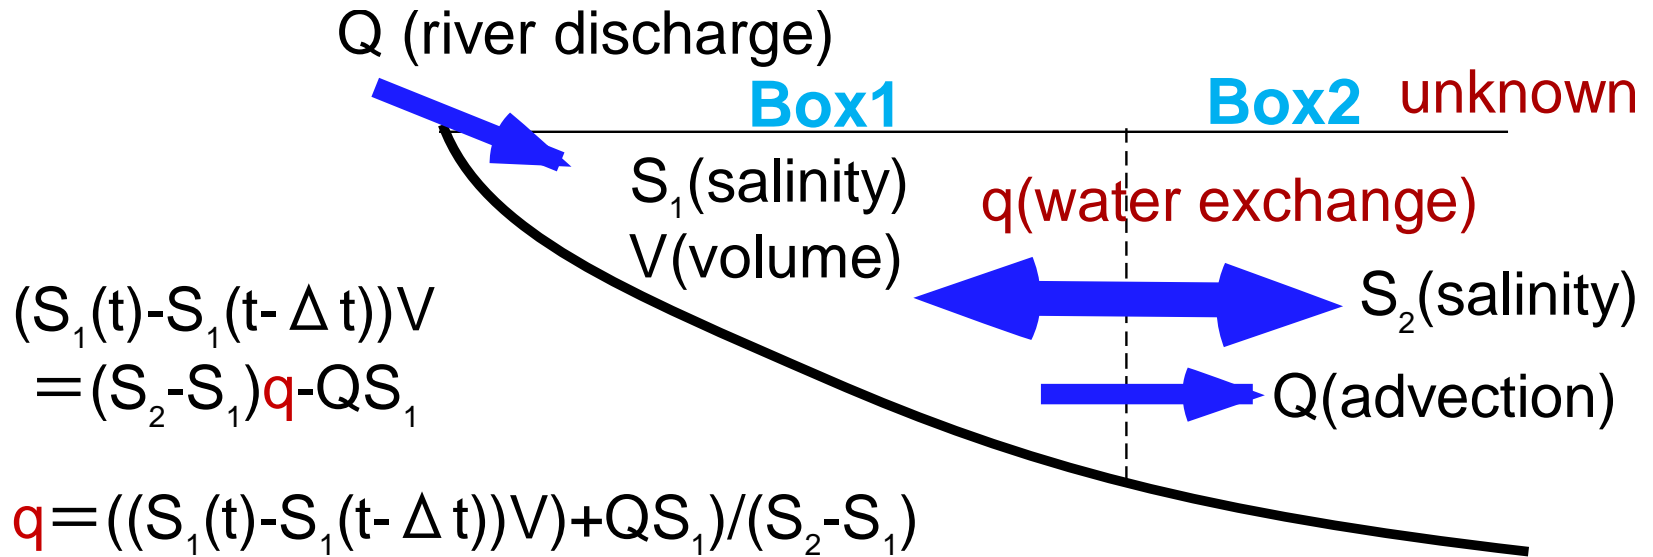 Q (river discharge)
Box1
Box2
unknown
S₁(salinity)
V(volume)
q(water exchange)
S₂(salinity)
Q(advection)
(S₁(t)-S₁(t-Δt))V
=(S₂-S₁)q-QS₁
q=((S₁(t)-S₁(t-Δt))V)+QS₁)/(S₂-S₁)